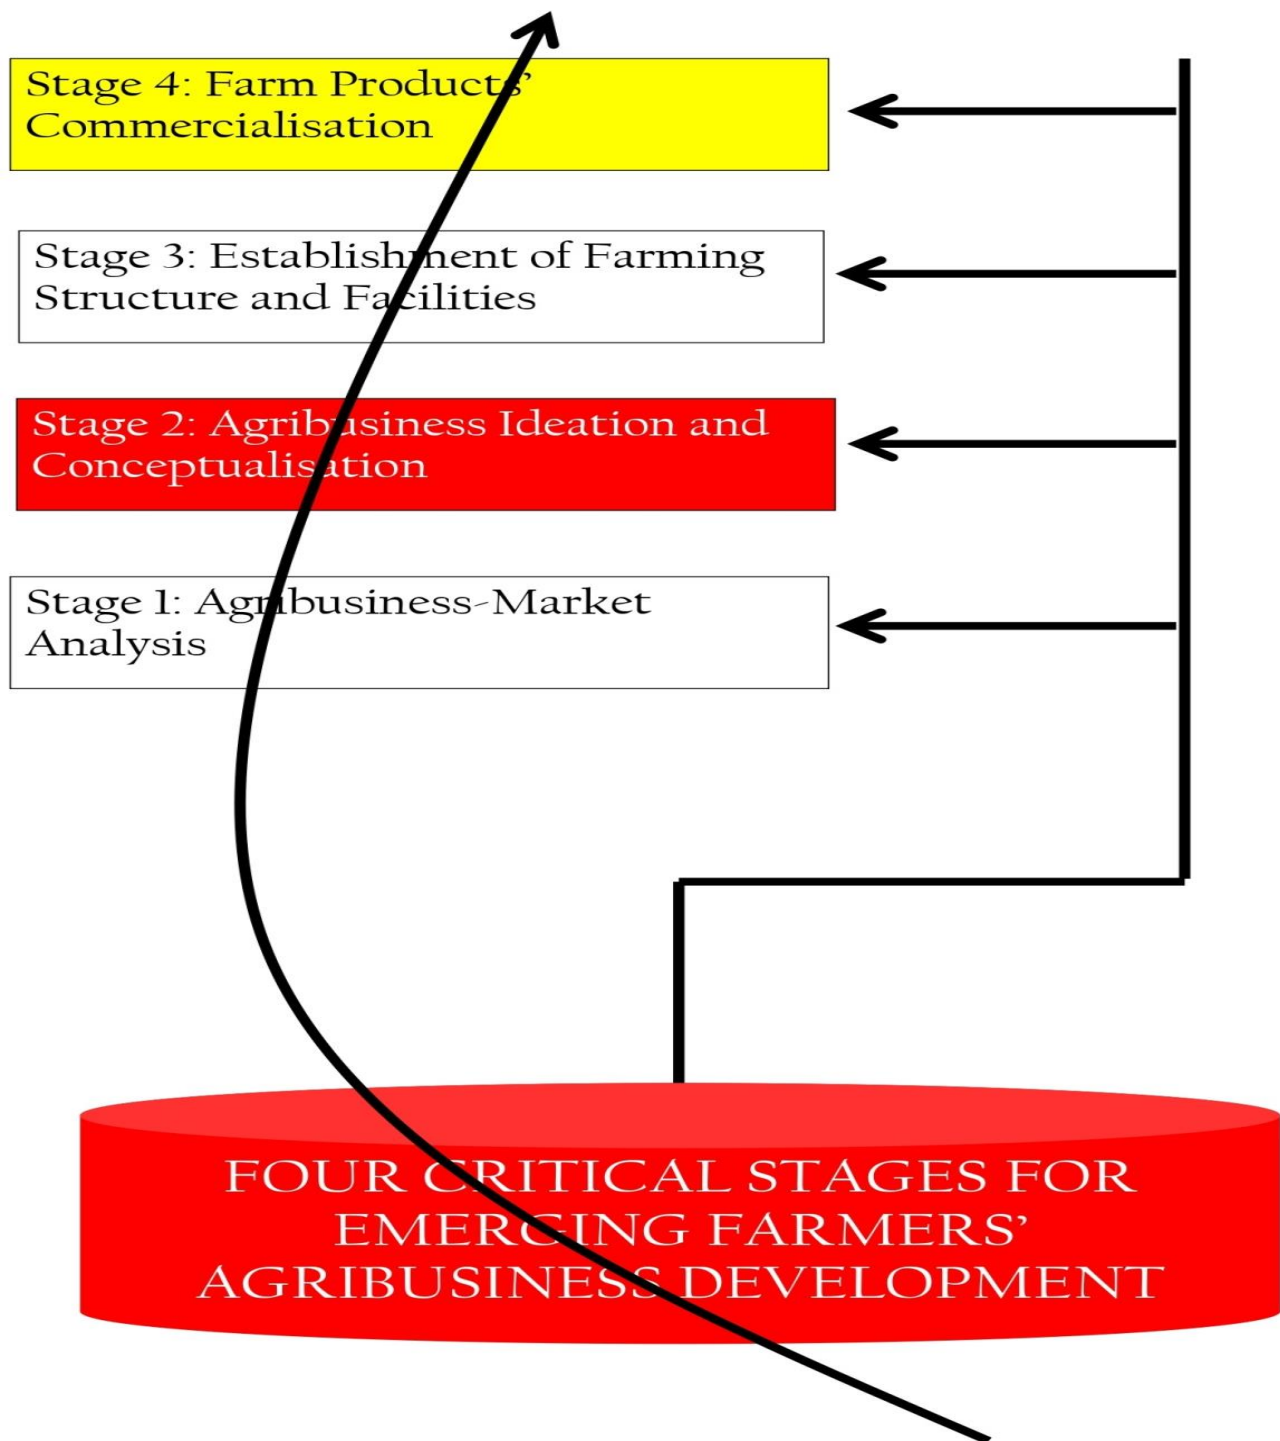 Stage 4: Farm Products’
Commercialisation
Stage 3: Establishment of Farming
Structure and Facilities
Stage 2: Agribusiness Ideation and
Conceptualisation
Stage 1: Agribusiness-Market
Analysis
FOUR CRITICAL STAGES FOR
EMERGING FARMERS’
AGRIBUSINESS DEVELOPMENT